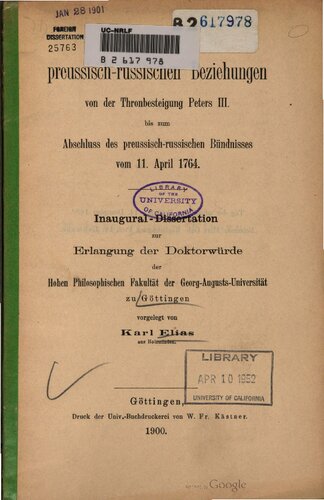 JAN 28 1901
FOREIGN
DISSERTATION
25763
UC-NRLF
B 2 617 978
B 2 617978
preussisch-russischen Beziehungen
von der Thronbesteigung Peters III.
bis zum
Abschluss des preussisch-russischen Bündnisses
vom 11. April 1764.
LIBRARY
OF THE
UNIVERSITY
OF CALIFORNIA
Inaugural-Dissertation
zur
Erlangung der Doktorwürde
der
Hohen Philosophischen Fakultät der Georg-Augusts-Universität
zu Göttingen
vorgelegt von
Karl Elias
aus Holzminden.
LIBRARY
APR 10 1952
UNIVERSITY OF CALIFORNIA
Göttingen,
Druck der Univ.-Buchdruckerei von W. Fr. Kästner.
1900.
Google